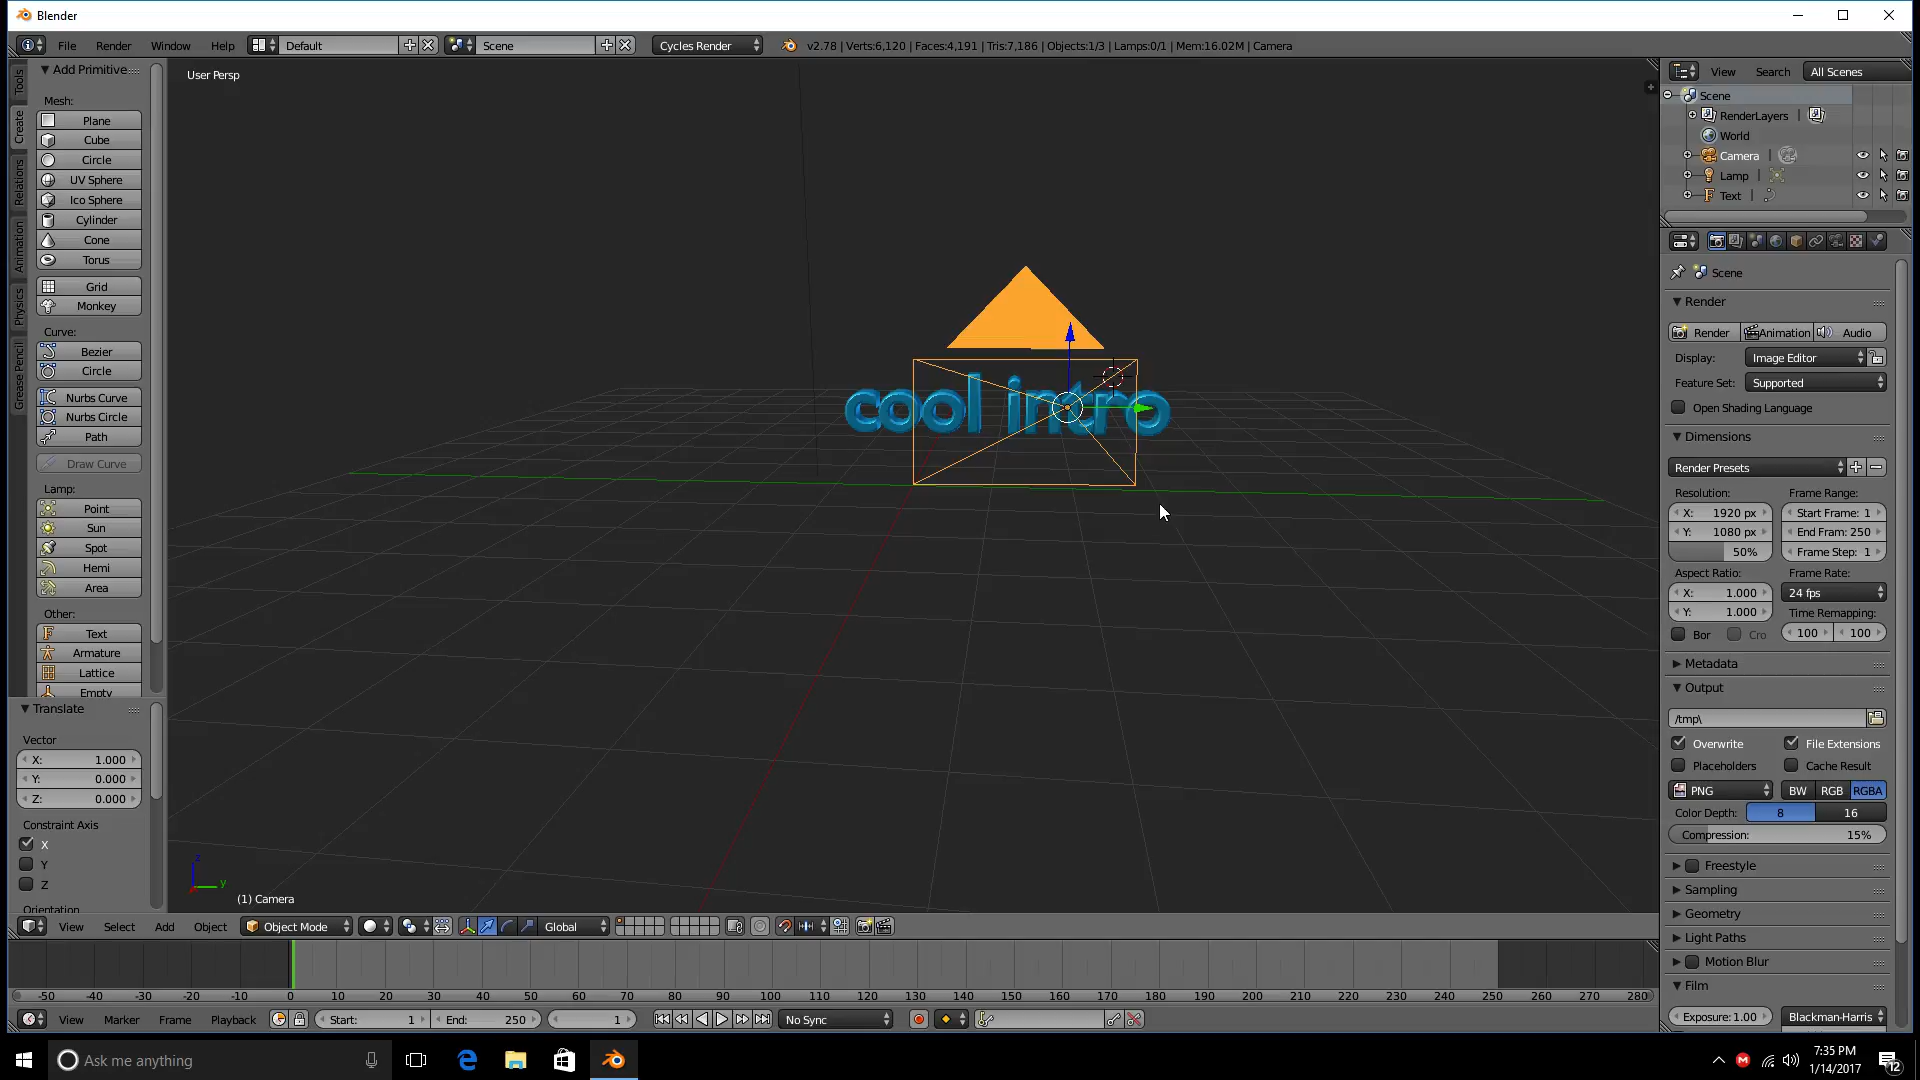 Blender
File Render Window Help Default Scene Cycles Render v2.78 | Verts:6,120 | Faces:4,191 | Tris:7,186 | Objects:1/3 | Lamps:0/1 | Mem:16.02M | Camera
Tools
Create
Relations
Animation
Physics
Grease Pencil
Add Primitive
Mesh:
Plane
Cube
Circle
UV Sphere
Ico Sphere
Cylinder
Cone
Torus
Grid
Monkey
Curve:
Bezier
Circle
Nurbs Curve
Nurbs Circle
Path
Draw Curve
Lamp:
Point
Sun
Spot
Hemi
Area
Other:
Text
Armature
Lattice
Empty
Translate
Vector
X: 1.000
Y: 0.000
Z: 0.000
Constraint Axis
X
Y
Z
Orientation
User Persp
cool intro
z
y
(1) Camera
View Search All Scenes
Scene
RenderLayers
World
Camera
Lamp
Text
Scene
Render
Render Animation Audio
Display: Image Editor
Feature Set: Supported
Open Shading Language
Dimensions
Render Presets
Resolution: Frame Range:
X: 1920 px Start Frame: 1
Y: 1080 px End Fram: 250
50% Frame Step: 1
Aspect Ratio: Frame Rate:
X: 1.000 24 fps
Y: 1.000 Time Remapping:
Bor Cro 100 100
Metadata
Output
/tmp\
Overwrite File Extensions
Placeholders Cache Result
PNG BW RGB RGBA
Color Depth: 8 16
Compression: 15%
Freestyle
Sampling
Geometry
Light Paths
Motion Blur
Film
Exposure: 1.00 Blackman-Harris
View Select Add Object Object Mode Global
-50 -40 -30 -20 -10 0 10 20 30 40 50 60 70 80 90 100 110 120 130 140 150 160 170 180 190 200 210 220 230 240 250 260 270 280
View Marker Frame Playback Start: 1 End: 250 1 No Sync
Ask me anything
7:35 PM
1/14/2017
12